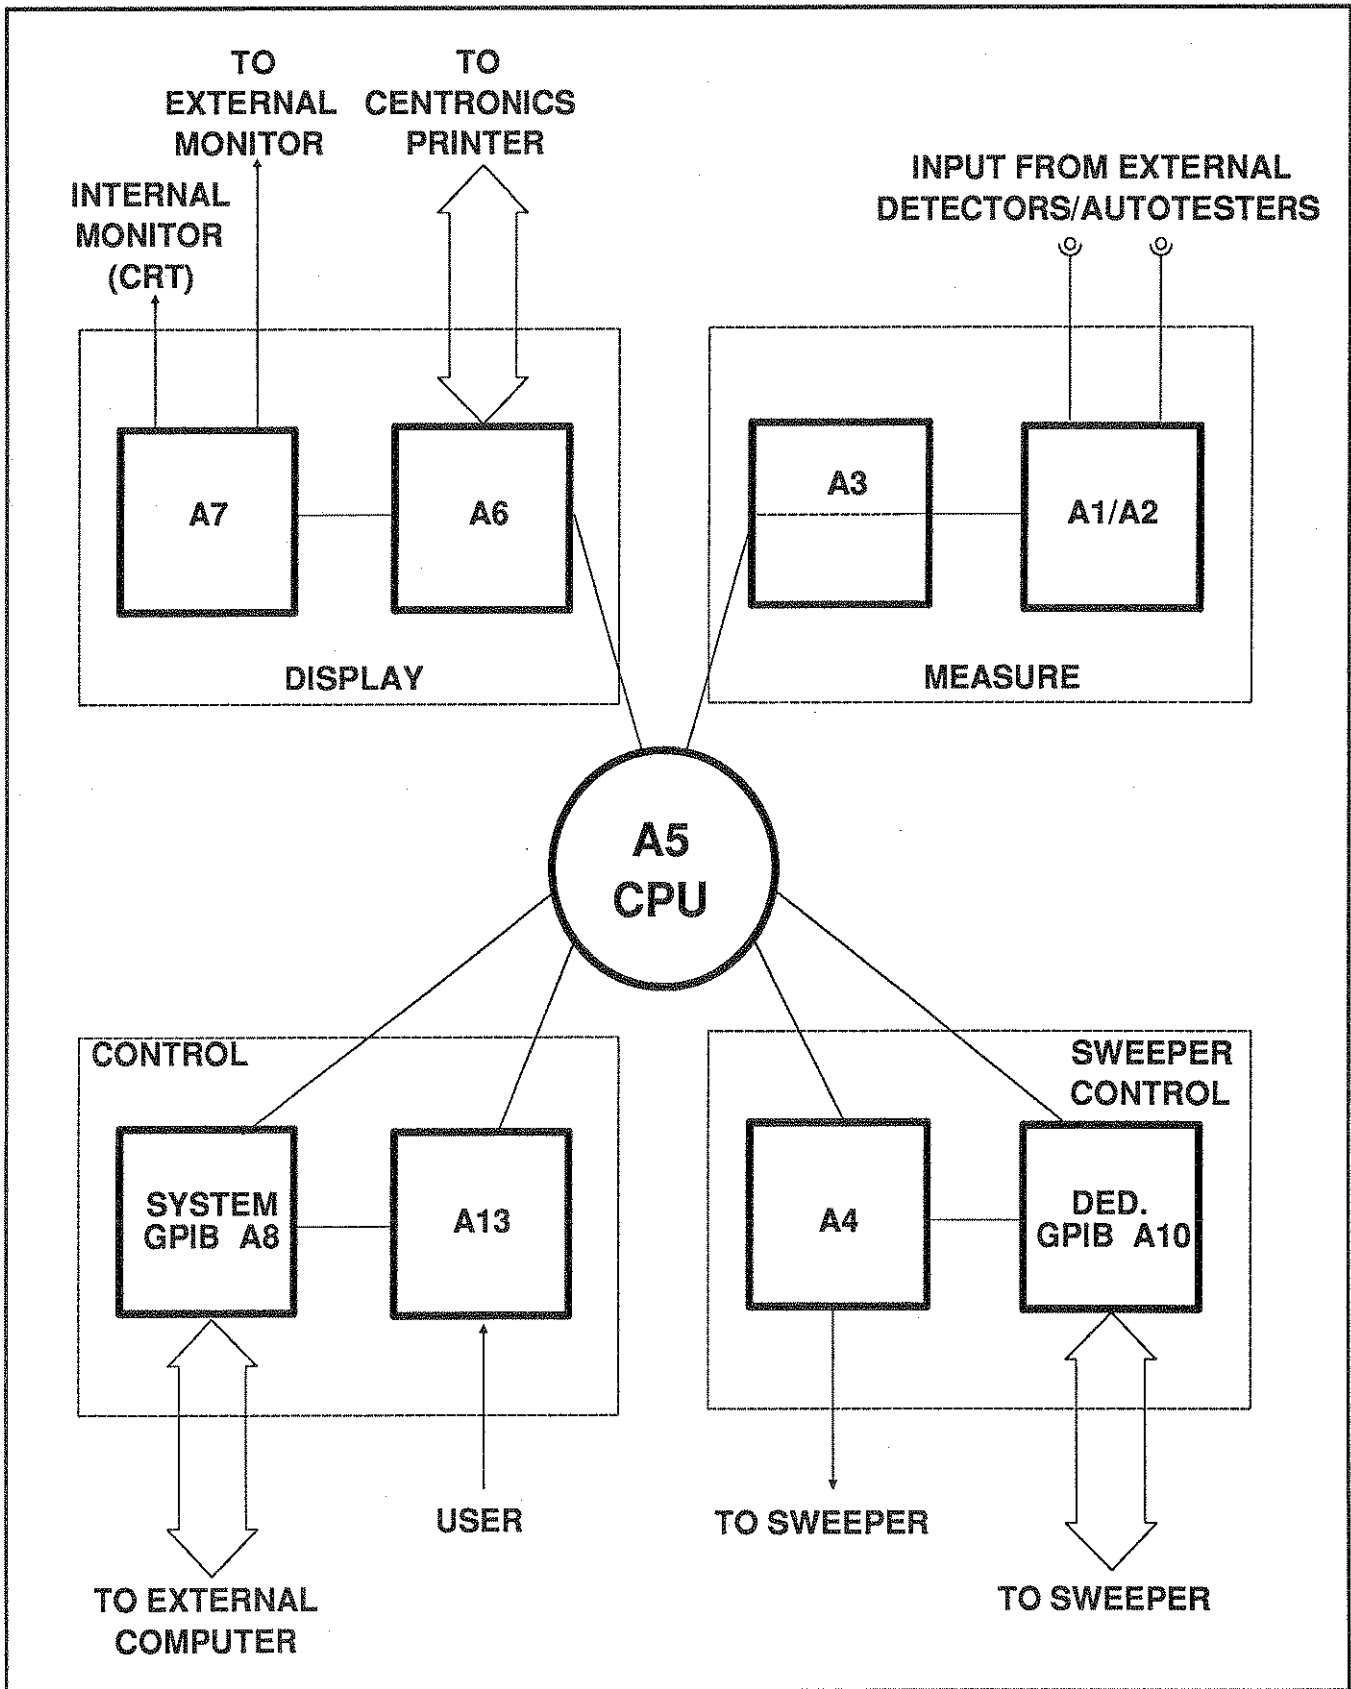 TO
EXTERNAL
MONITOR
TO
CENTRONICS
PRINTER
INTERNAL
MONITOR
(CRT)
INPUT FROM EXTERNAL
DETECTORS/AUTOTESTERS
A7
A6
DISPLAY
A3
A1/A2
MEASURE
A5
CPU
CONTROL
SYSTEM
GPIB A8
A13
SWEEPER
CONTROL
A4
DED.
GPIB A10
TO EXTERNAL
COMPUTER
USER
TO SWEEPER
TO SWEEPER